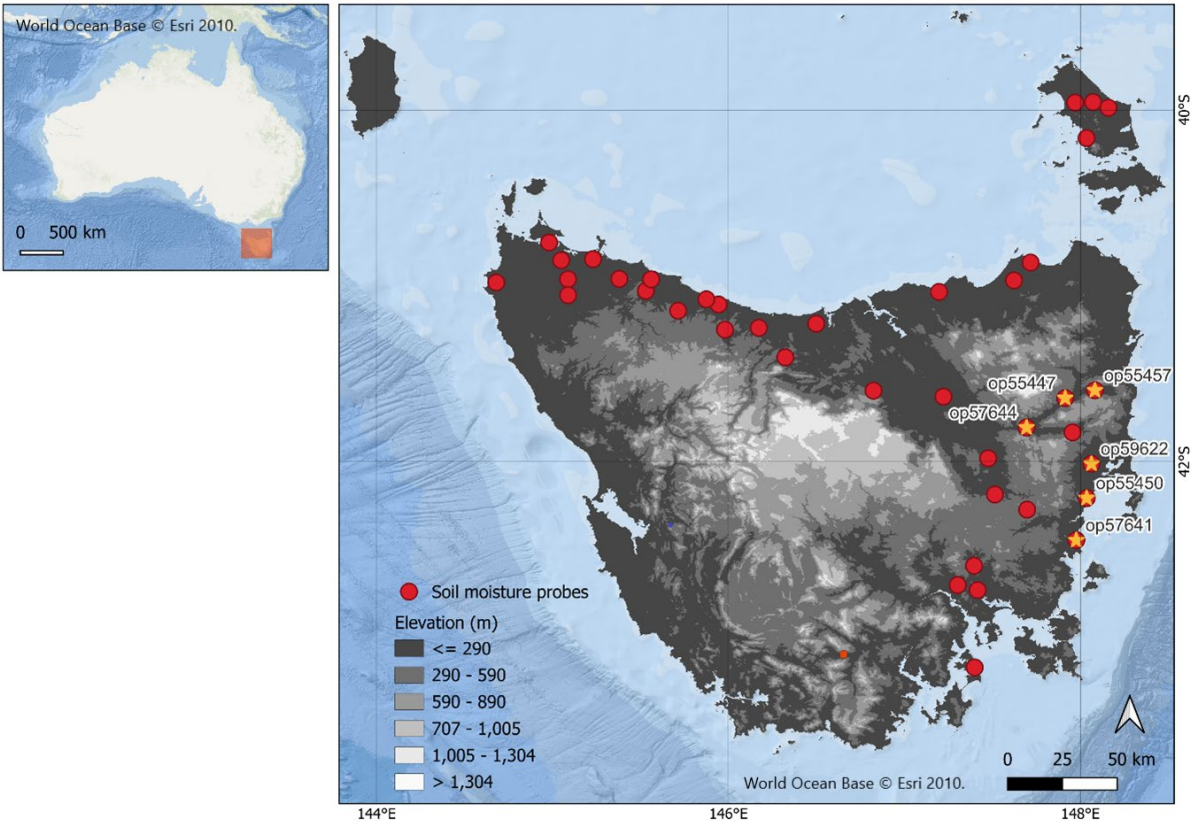 World Ocean Base © Esri 2010.
0 500 km
40°S
op55457
op55447
op57644
op59622
42°S
op55450
op57641
Soil moisture probes
Elevation (m)
<= 290
290 - 590
590 - 890
707 - 1,005
1,005 - 1,304
> 1,304
0 25 50 km
World Ocean Base © Esri 2010.
144°E
146°E
148°E